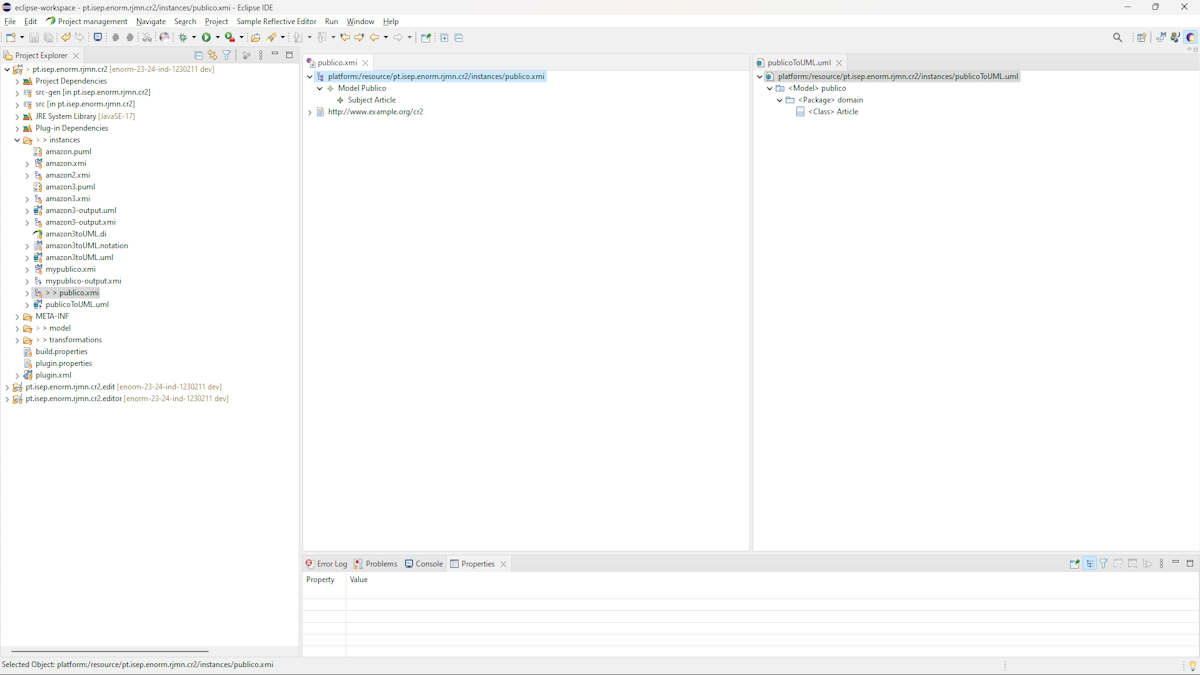 eclipse-workspace - pt.isep.enorm.rjmn.cr2/instances/publico.xmi - Eclipse IDE
File Edit Project management Navigate Search Project Sample Reflective Editor Run Window Help
Project Explorer
> pt.isep.enorm.rjmn.cr2 [enorm-23-24-ind-1230211 dev]
Project Dependencies
src-gen [in pt.isep.enorm.rjmn.cr2]
src [in pt.isep.enorm.rjmn.cr2]
JRE System Library [JavaSE-17]
Plug-in Dependencies
> > instances
amazon.puml
amazon.xmi
amazon2.xmi
amazon3.puml
amazon3.xmi
amazon3-output.uml
amazon3-output.xmi
amazon3toUML.di
amazon3toUML.notation
amazon3toUML.uml
mypublico.xmi
mypublico-output.xmi
> > publico.xmi
publicoToUML.uml
META-INF
> > model
> > transformations
build.properties
plugin.properties
plugin.xml
pt.isep.enorm.rjmn.cr2.edit [enorm-23-24-ind-1230211 dev]
pt.isep.enorm.rjmn.cr2.editor [enorm-23-24-ind-1230211 dev]
publico.xmi
platform:/resource/pt.isep.enorm.rjmn.cr2/instances/publico.xmi
Model Publico
Subject Article
http://www.example.org/cr2
publicoToUML.uml
platform:/resource/pt.isep.enorm.rjmn.cr2/instances/publicoToUML.uml
<Model> publico
<Package> domain
<Class> Article
Error Log Problems Console Properties
Property Value
Selected Object: platform:/resource/pt.isep.enorm.rjmn.cr2/instances/publico.xmi